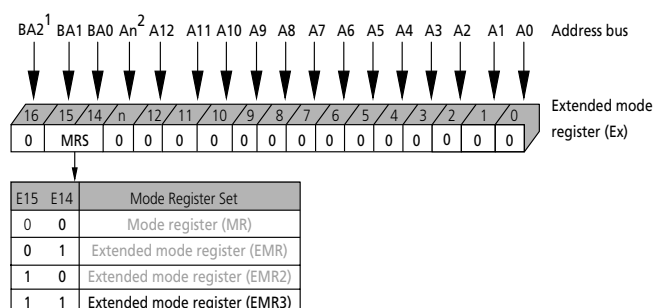 BA2¹ BA1 BA0 An² A12 A11 A10 A9 A8 A7 A6 A5 A4 A3 A2 A1 A0 Address bus
16 15 14 n 12 11 10 9 8 7 6 5 4 3 2 1 0 Extended mode
register (Ex)
0 MRS 0 0 0 0 0 0 0 0 0 0 0 0 0 0
E15 E14 Mode Register Set
0 0 Mode register (MR)
0 1 Extended mode register (EMR)
1 0 Extended mode register (EMR2)
1 1 Extended mode register (EMR3)